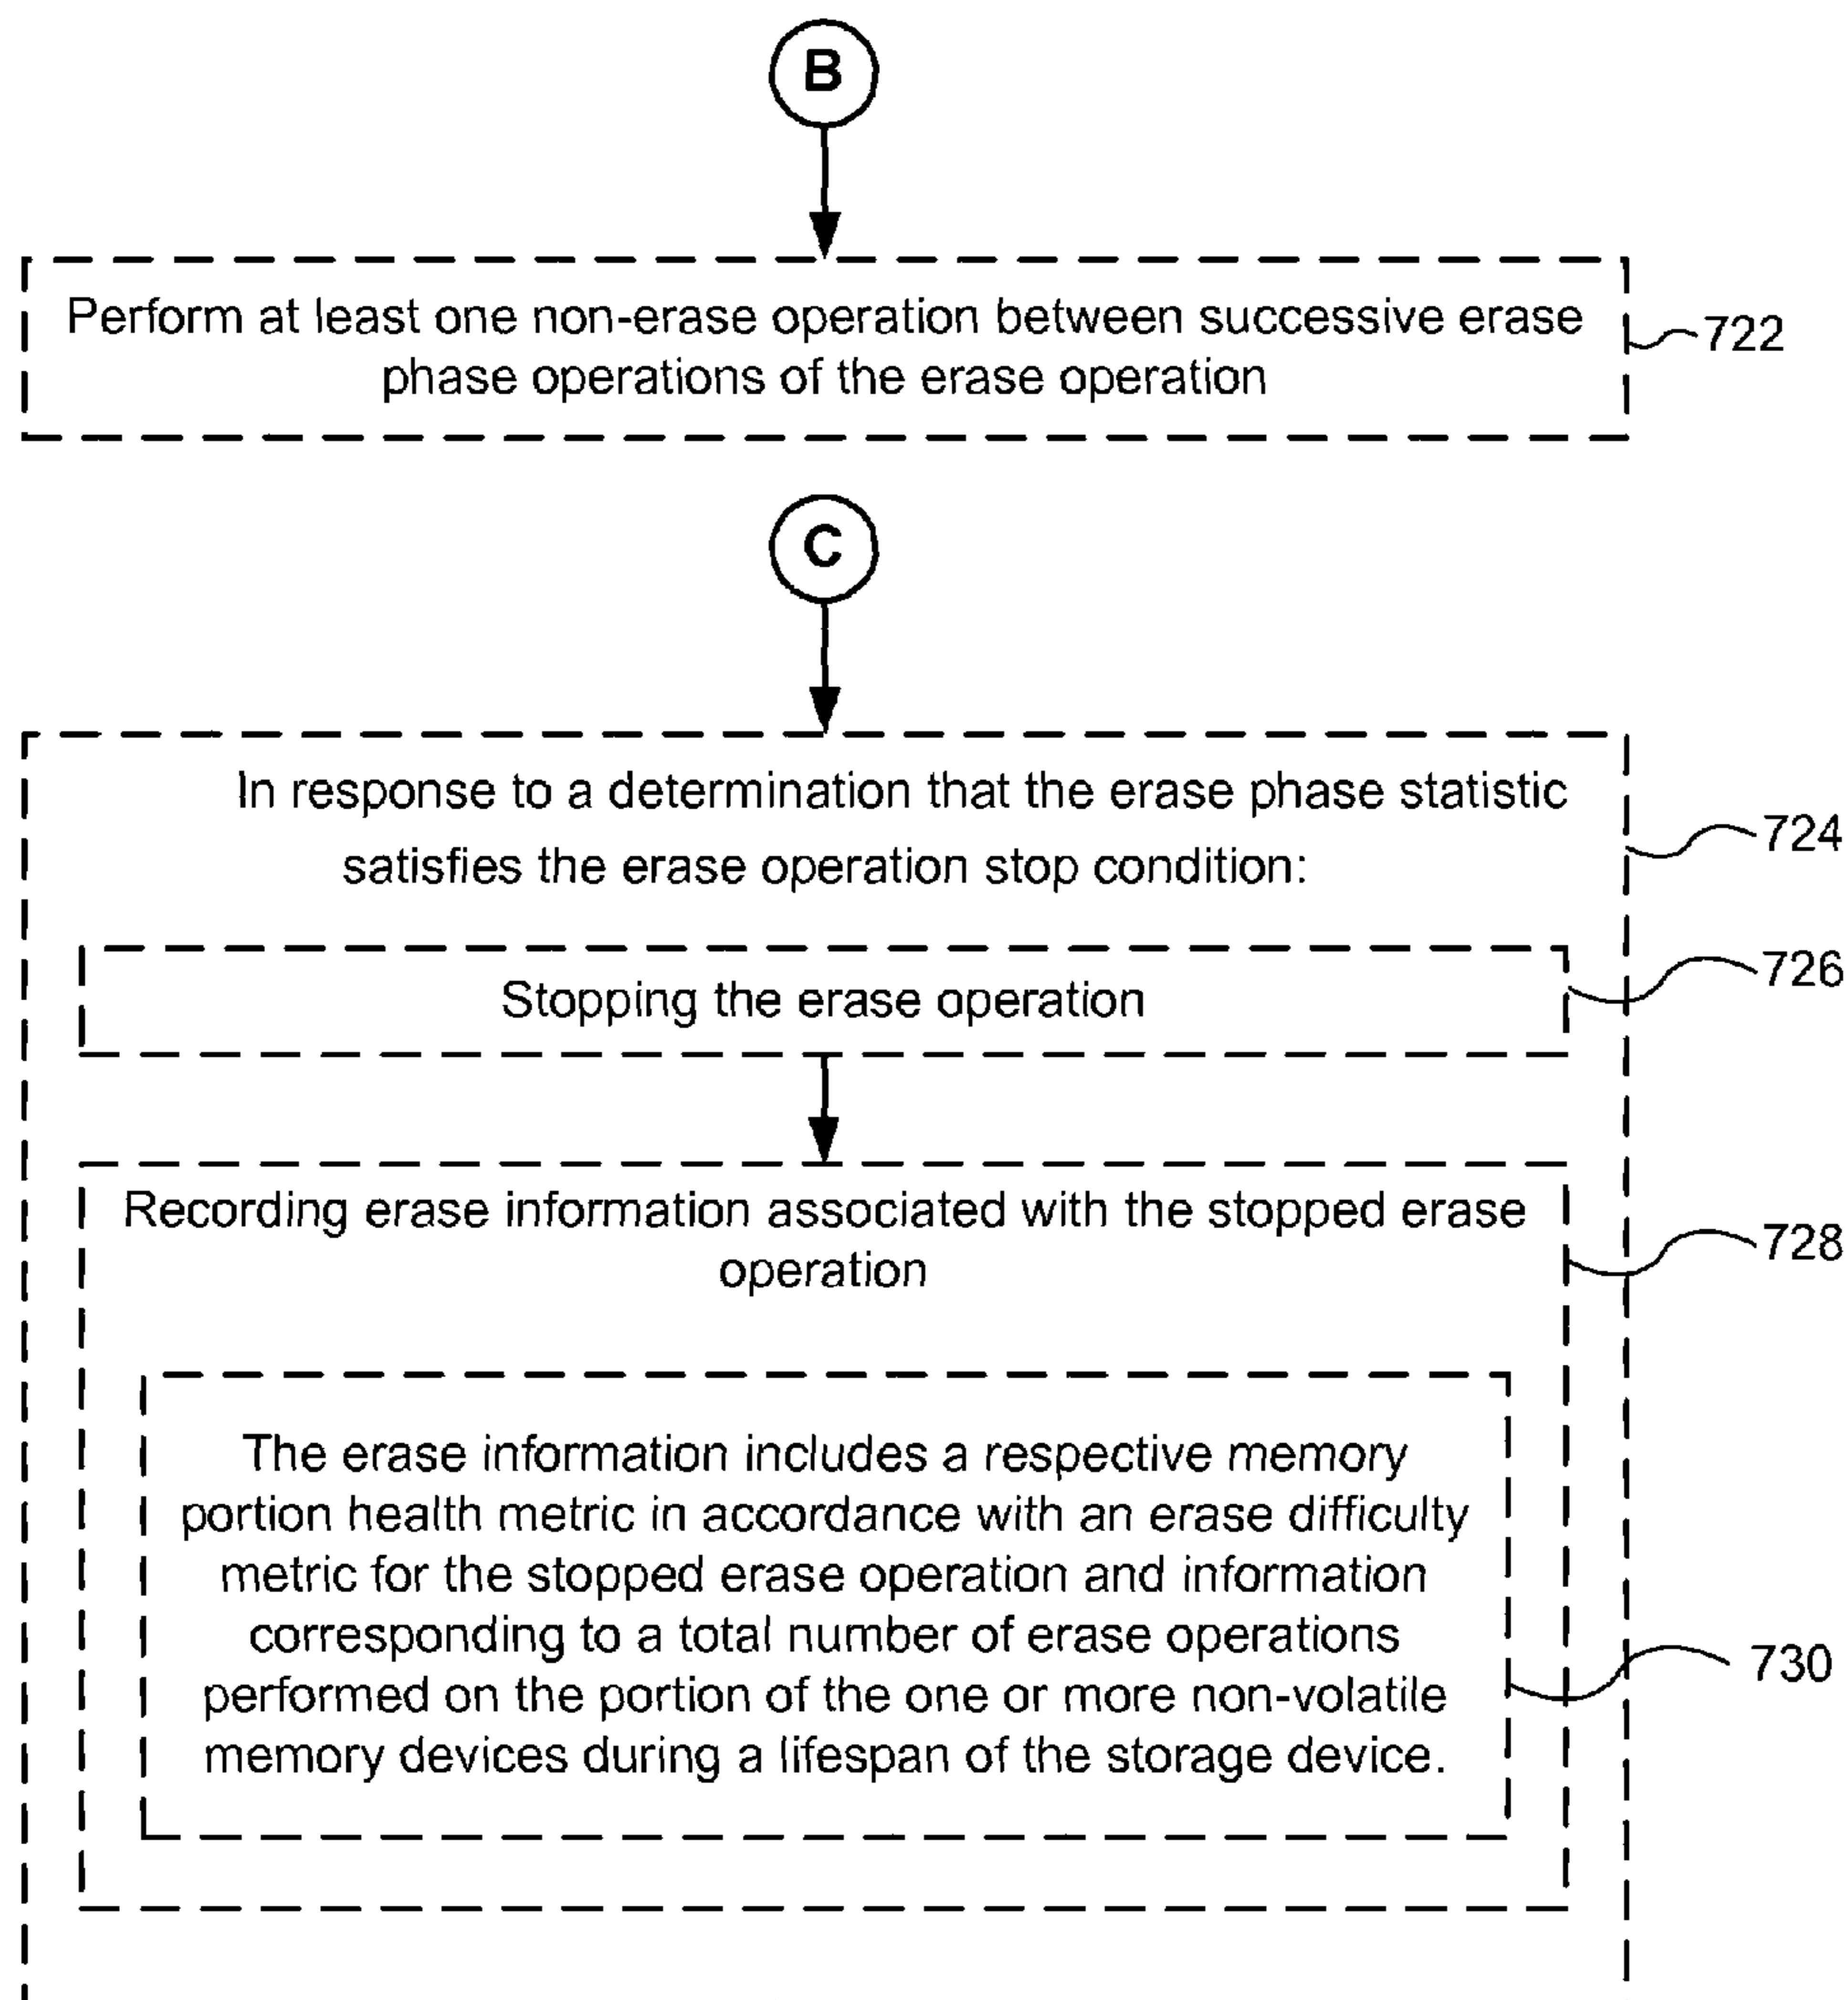 B
Perform at least one non-erase operation between successive erase
phase operations of the erase operation
722
C
In response to a determination that the erase phase statistic
satisfies the erase operation stop condition:
724
Stopping the erase operation
726
Recording erase information associated with the stopped erase
operation
728
The erase information includes a respective memory
portion health metric in accordance with an erase difficulty
metric for the stopped erase operation and information
corresponding to a total number of erase operations
performed on the portion of the one or more non-volatile
memory devices during a lifespan of the storage device.
730